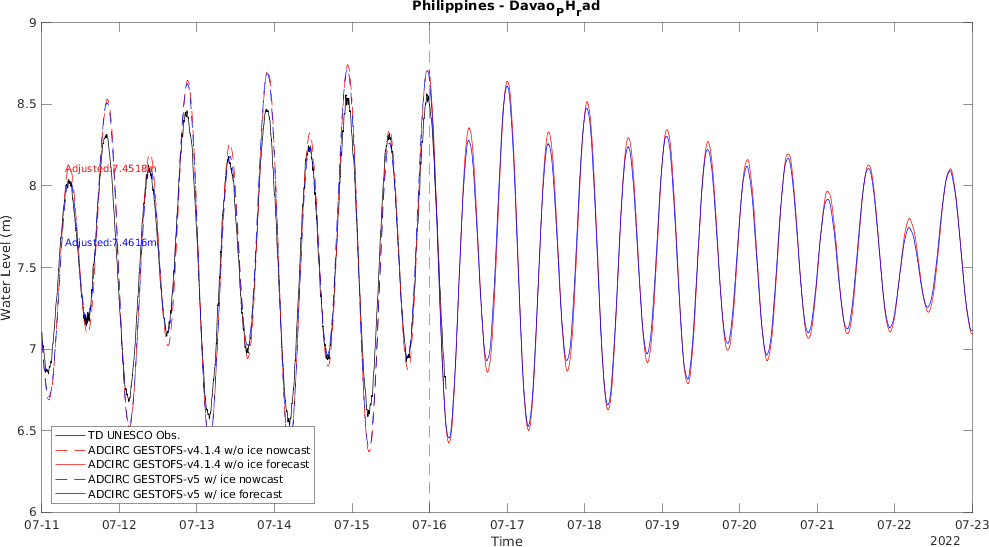 Philippines - Davao_pH_rad
9
8.5
8
7.5
7
6.5
6
Water Level (m)
Adjusted:7.4518m
Adjusted:7.4616m
TD UNESCO Obs.
ADCIRC GESTOFS-v4.1.4 w/o ice nowcast
ADCIRC GESTOFS-v4.1.4 w/o ice forecast
ADCIRC GESTOFS-v5 w/ ice nowcast
ADCIRC GESTOFS-v5 w/ ice forecast
07-11 07-12 07-13 07-14 07-15 07-16 07-17 07-18 07-19 07-20 07-21 07-22 07-23
Time
2022